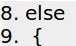 8. else
9.  {